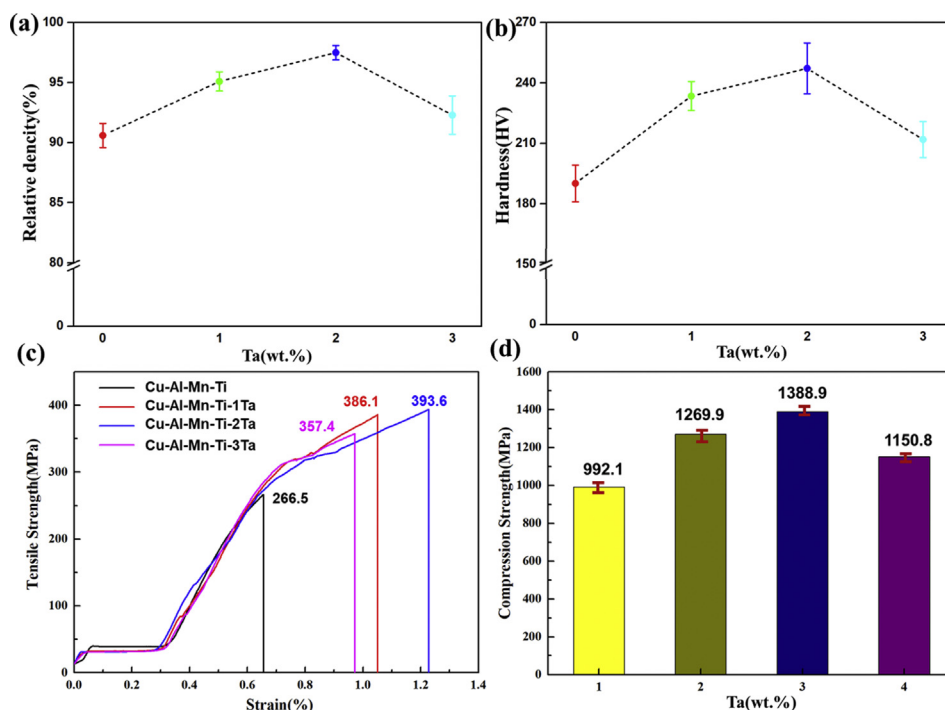 (a)
100
95
90
85
80
0
Relative dencity(%)
0 1 2 3
Ta(wt.%)
(b)
270
240
210
180
150
0
Hardness(HV)
0 1 2 3
Ta(wt.%)
(c)
Cu-Al-Mn-Ti
Cu-Al-Mn-Ti-1Ta
Cu-Al-Mn-Ti-2Ta
Cu-Al-Mn-Ti-3Ta
386.1
393.6
357.4
266.5
400
300
200
100
0
Tensile Strength(MPa)
0.0 0.2 0.4 0.6 0.8 1.0 1.2 1.4
Strain(%)
(d)
1600
1400
1200
1000
800
600
400
200
0
Compression Strength(MPa)
992.1
1269.9
1388.9
1150.8
1 2 3 4
Ta(wt.%)